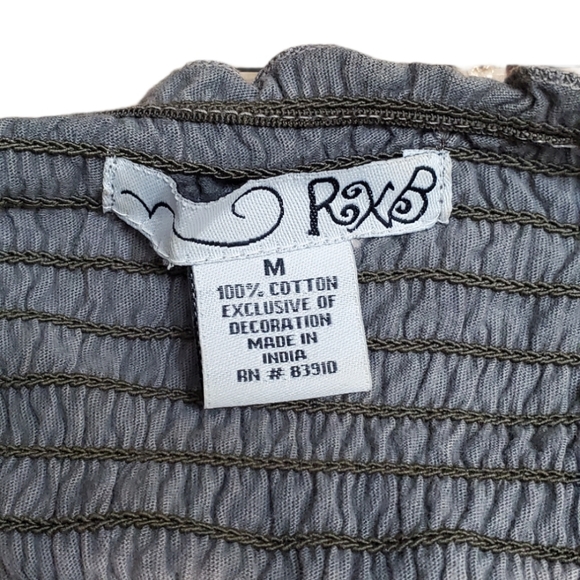 RXB
M
100% COTTON
EXCLUSIVE OF
DECORATION
MADE IN
INDIA
RN # 83910